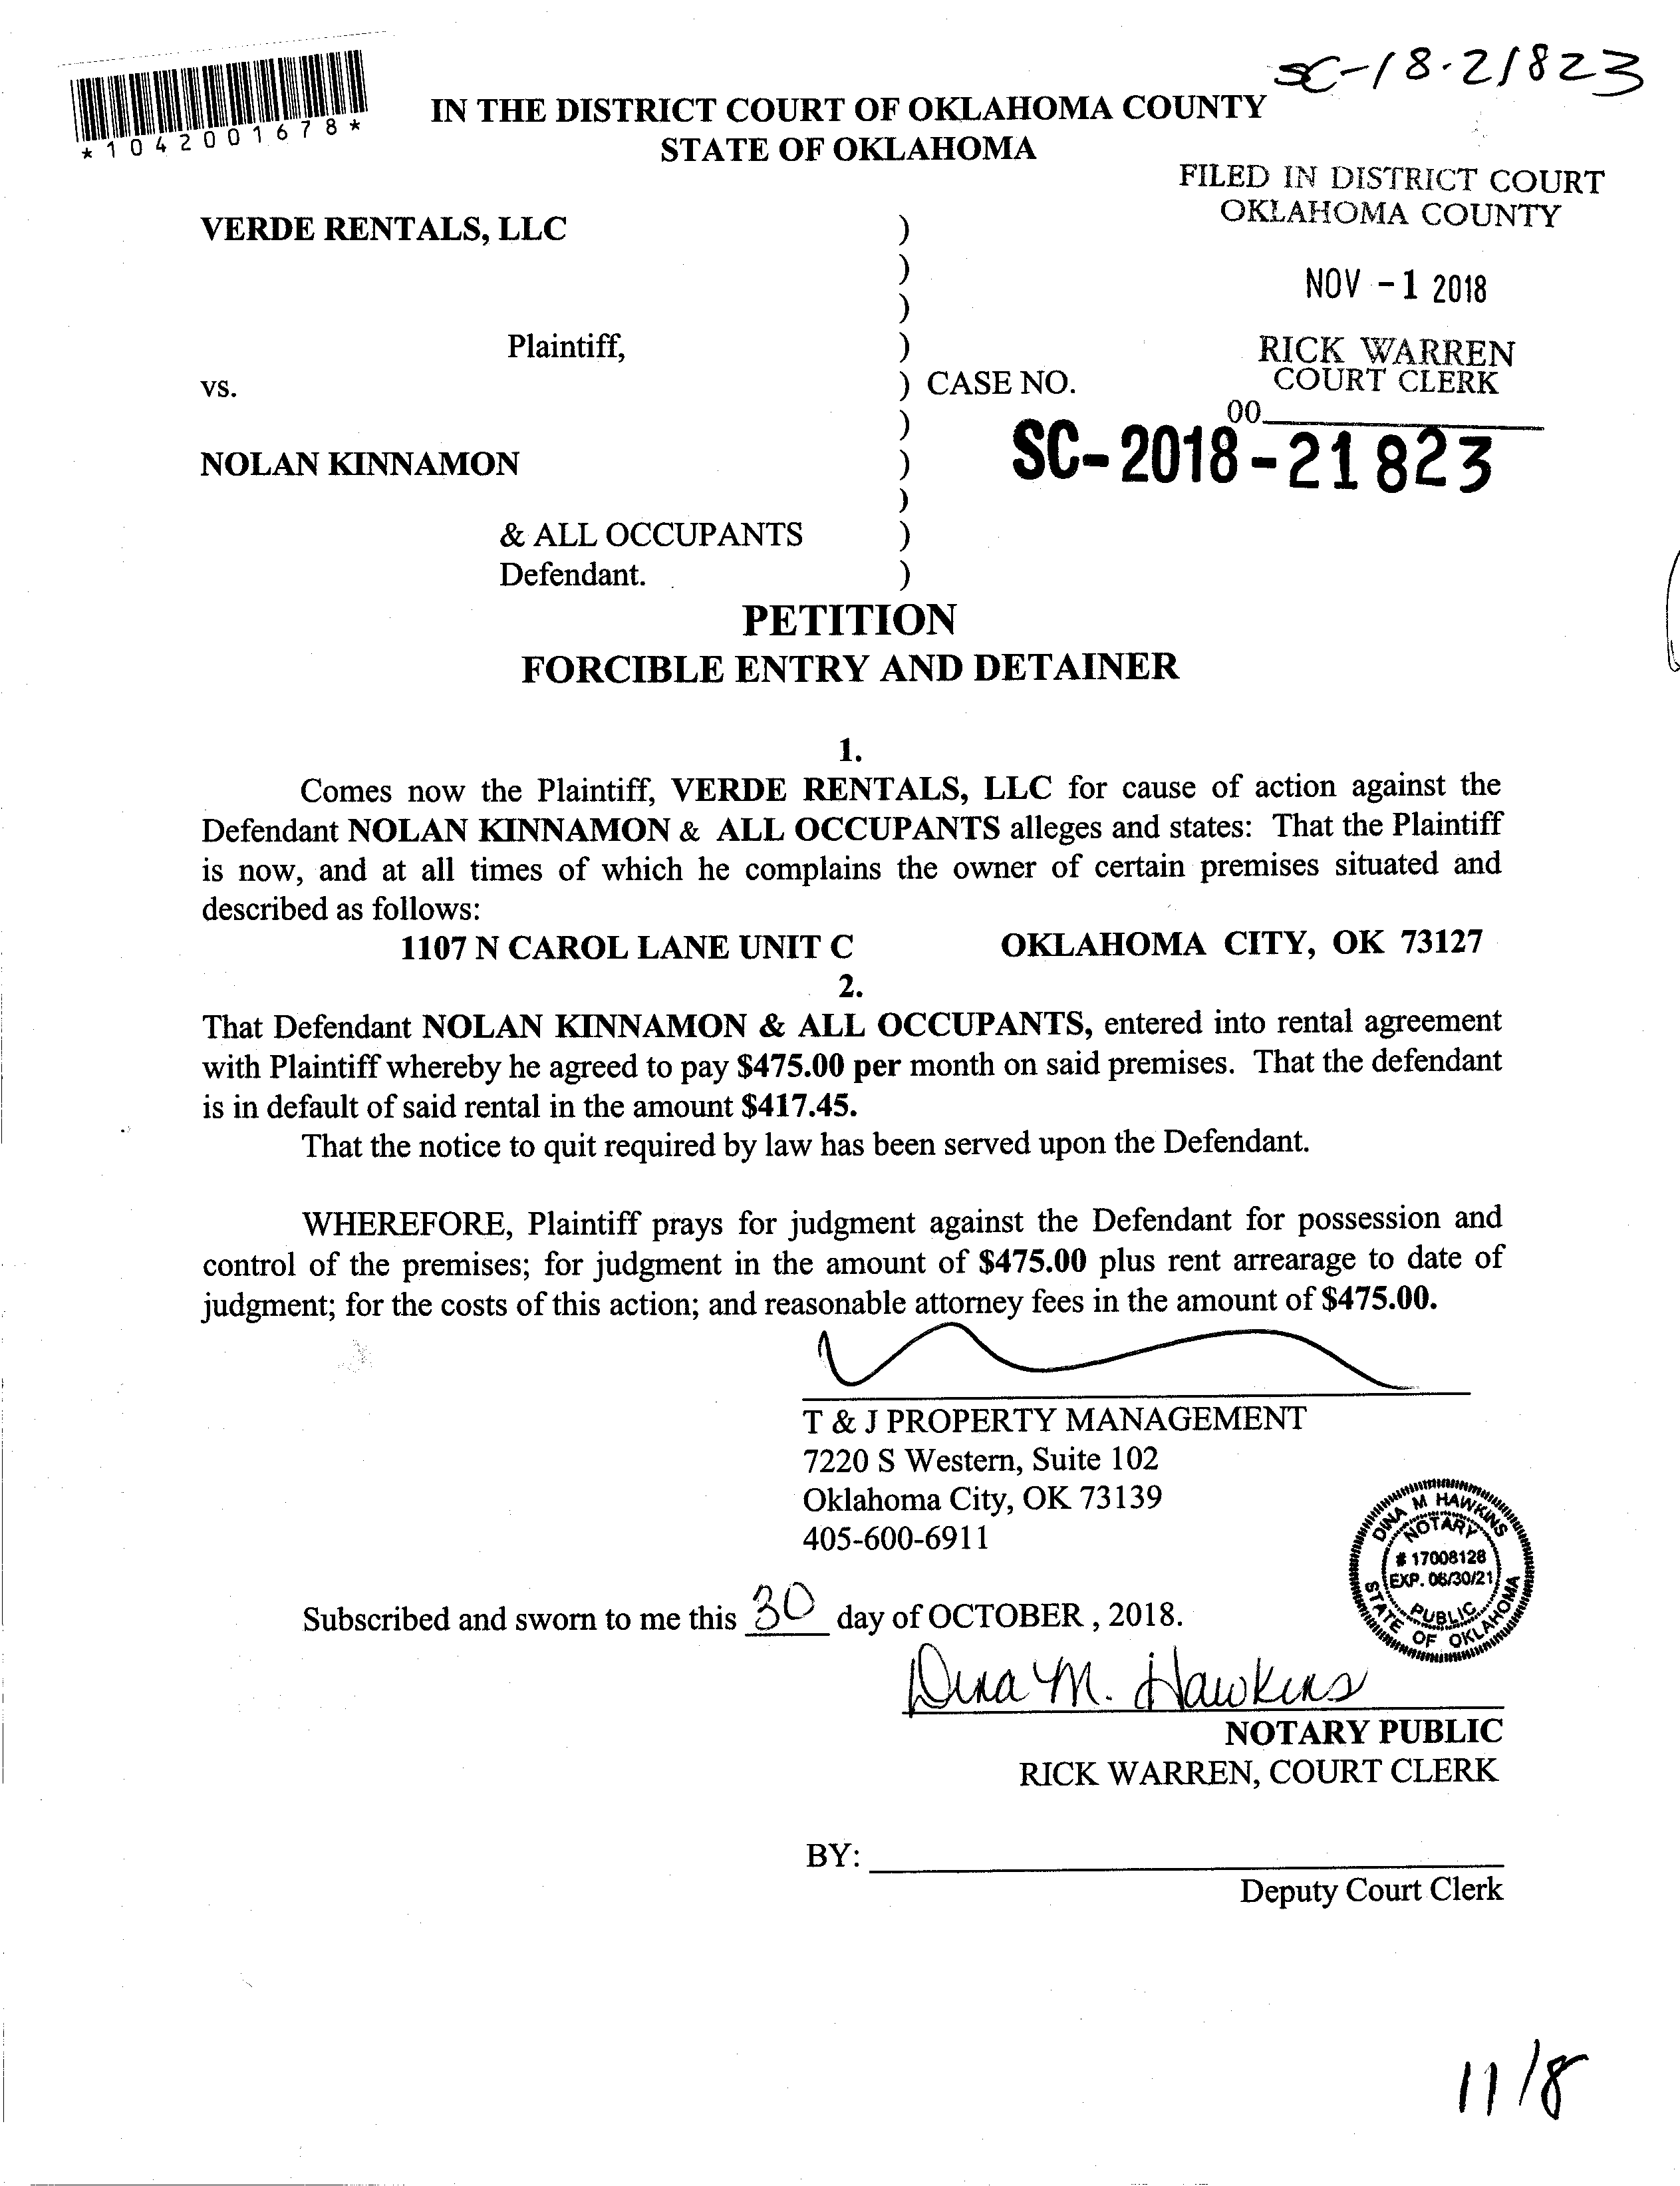 SC-18-21823
*1042001678*
IN THE DISTRICT COURT OF OKLAHOMA COUNTY
STATE OF OKLAHOMA
FILED IN DISTRICT COURT
OKLAHOMA COUNTY
VERDE RENTALS, LLC )
)
NOV -1 2018
)
Plaintiff, )
RICK WARREN
COURT CLERK
vs. ) CASE NO.
00
)
SC-2018-21823
NOLAN KINNAMON )
)
& ALL OCCUPANTS )
Defendant. )
PETITION
FORCIBLE ENTRY AND DETAINER
1.
Comes now the Plaintiff, VERDE RENTALS, LLC for cause of action against the
Defendant NOLAN KINNAMON & ALL OCCUPANTS alleges and states: That the Plaintiff
is now, and at all times of which he complains the owner of certain premises situated and
described as follows:
1107 N CAROL LANE UNIT C OKLAHOMA CITY, OK 73127
2.
That Defendant NOLAN KINNAMON & ALL OCCUPANTS, entered into rental agreement
with Plaintiff whereby he agreed to pay $475.00 per month on said premises. That the defendant
is in default of said rental in the amount $417.45.
That the notice to quit required by law has been served upon the Defendant.
WHEREFORE, Plaintiff prays for judgment against the Defendant for possession and
control of the premises; for judgment in the amount of $475.00 plus rent arrearage to date of
judgment; for the costs of this action; and reasonable attorney fees in the amount of $475.00.
T & J PROPERTY MANAGEMENT
7220 S Western, Suite 102
Oklahoma City, OK 73139
405-600-6911
DINA M HAWKINS
NOTARY
# 17008128
EXP. 06/30/21
PUBLIC
STATE OF OKLAHOMA
Subscribed and sworn to me this 30 day of OCTOBER , 2018.
Dina M. Hawkins
NOTARY PUBLIC
RICK WARREN, COURT CLERK
BY:
Deputy Court Clerk
11/8